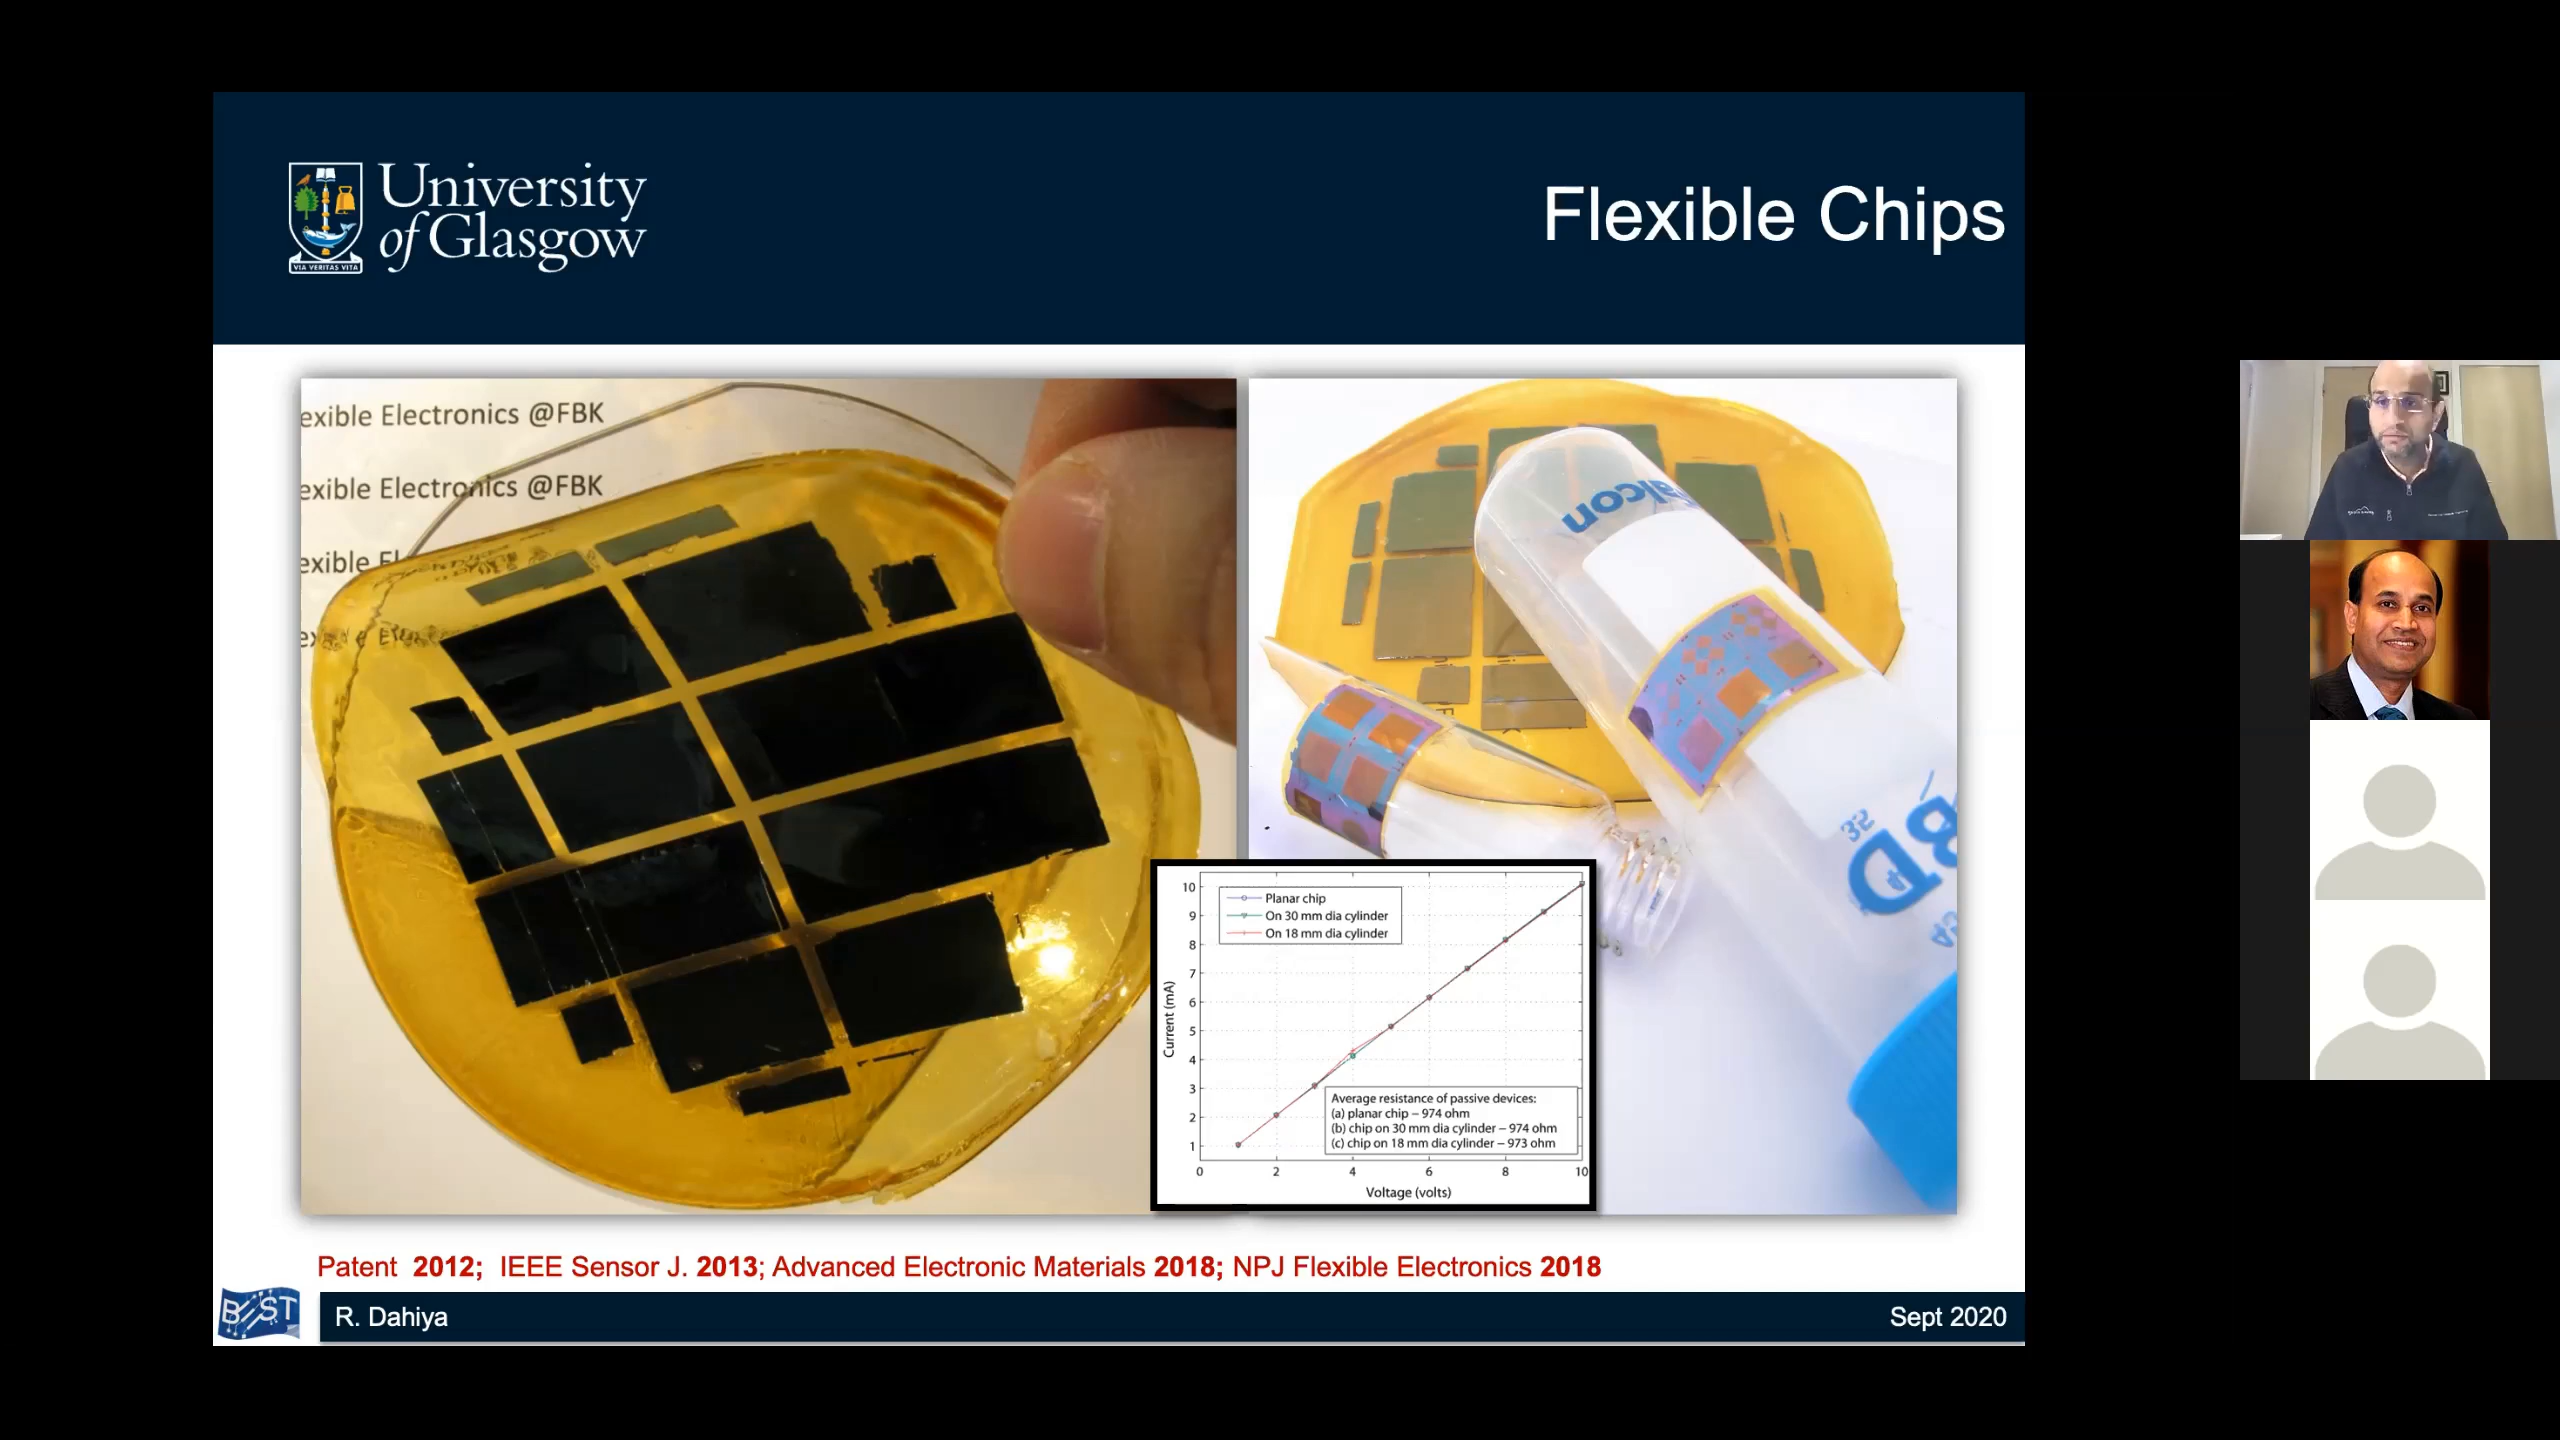 University
of Glasgow
VIA VERITAS VITA
Flexible Chips
exible Electronics @FBK
exible Electronics @FBK
exible
alcon
BD
32
10
9
8
7
6
5
4
3
2
1
0 2 4 6 8 10
Current (mA)
Voltage (volts)
Planar chip
On 30 mm dia cylinder
On 18 mm dia cylinder
Average resistance of passive devices:
(a) planar chip – 974 ohm
(b) chip on 30 mm dia cylinder – 974 ohm
(c) chip on 18 mm dia cylinder – 973 ohm
Patent 2012; IEEE Sensor J. 2013; Advanced Electronic Materials 2018; NPJ Flexible Electronics 2018
BEST
R. Dahiya
Sept 2020